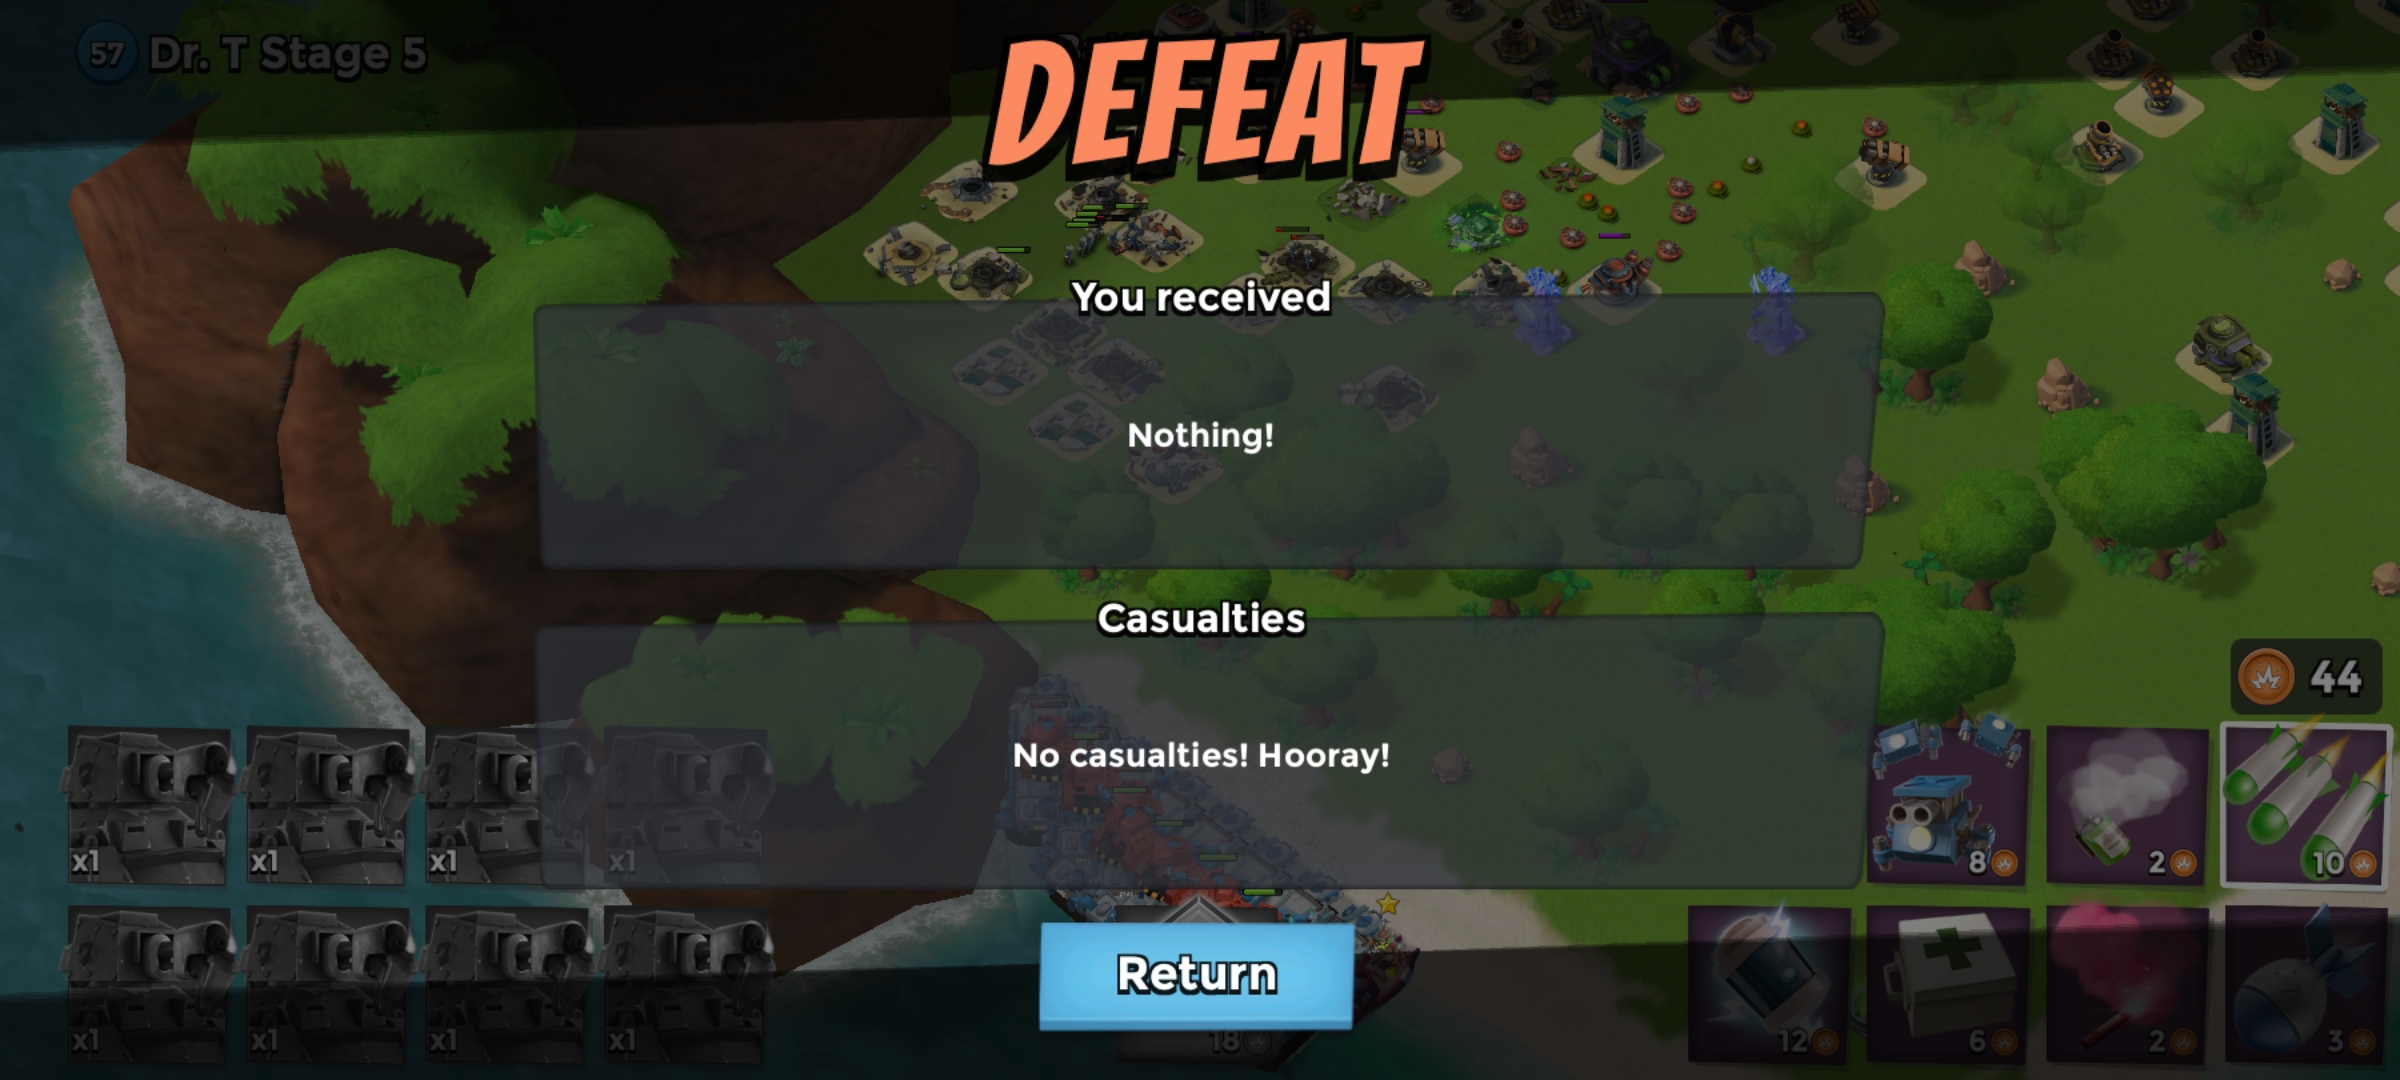 57 Dr. T Stage 5
DEFEAT
You received
Nothing!
Casualties
No casualties! Hooray!
44
x1 x1 x1 x1
8 2 10
Return
x1 x1 x1 x1
18
12 6 2 3